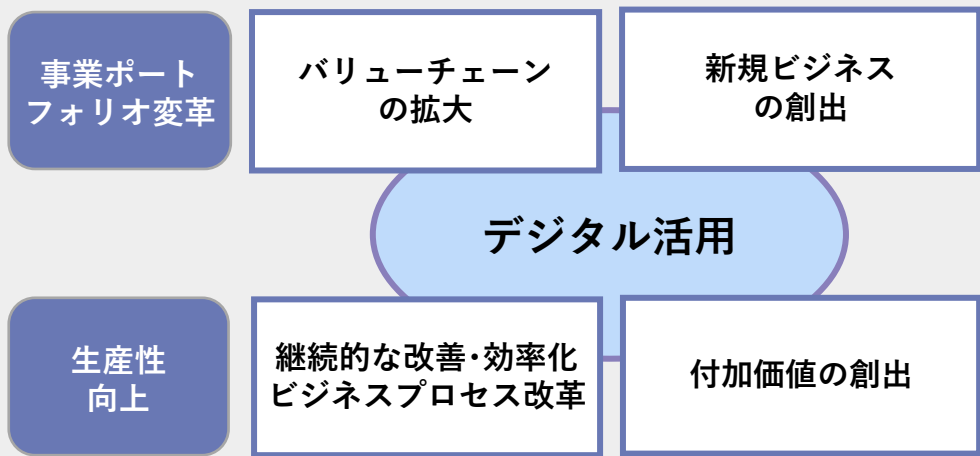 事業ポート
フォリオ変革
バリューチェーン
の拡大
新規ビジネス
の創出
デジタル活用
生産性
向上
継続的な改善・効率化
ビジネスプロセス改革
付加価値の創出